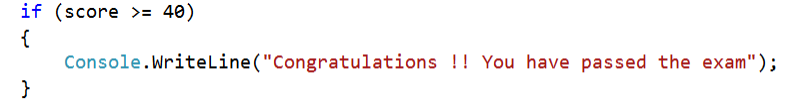 if (score >= 40)
{
    Console.WriteLine("Congratulations !! You have passed the exam");
}